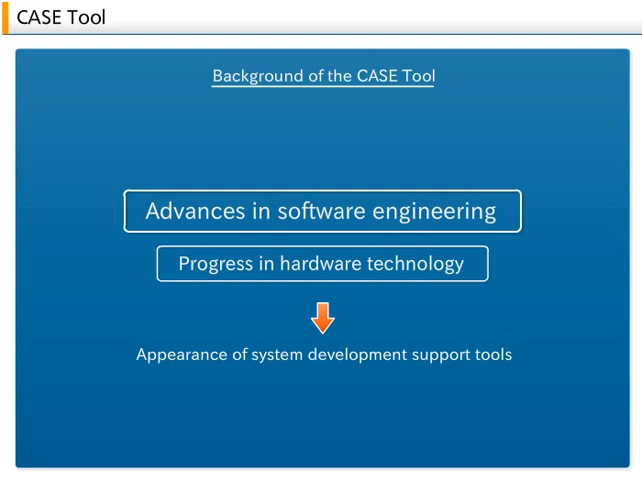 CASE Tool
Background of the CASE Tool
Advances in software engineering
Progress in hardware technology
Appearance of system development support tools